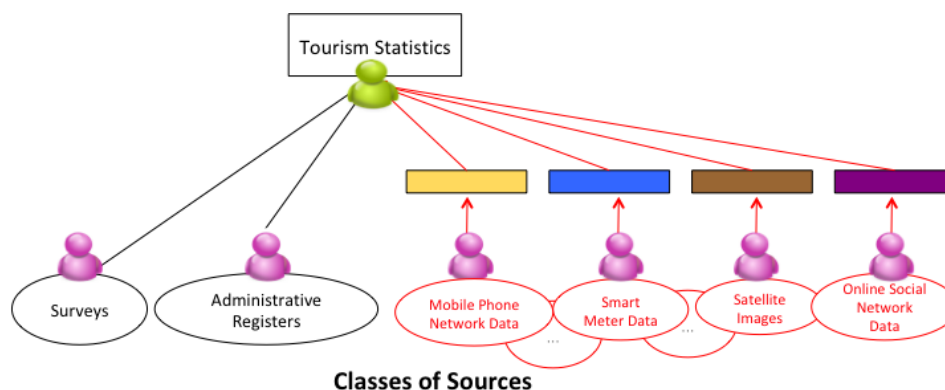 Tourism Statistics
Surveys
Administrative
Registers
Mobile Phone
Network Data
...
Smart
Meter Data
...
Satellite
Images
Online Social
Network
Data
Classes of Sources